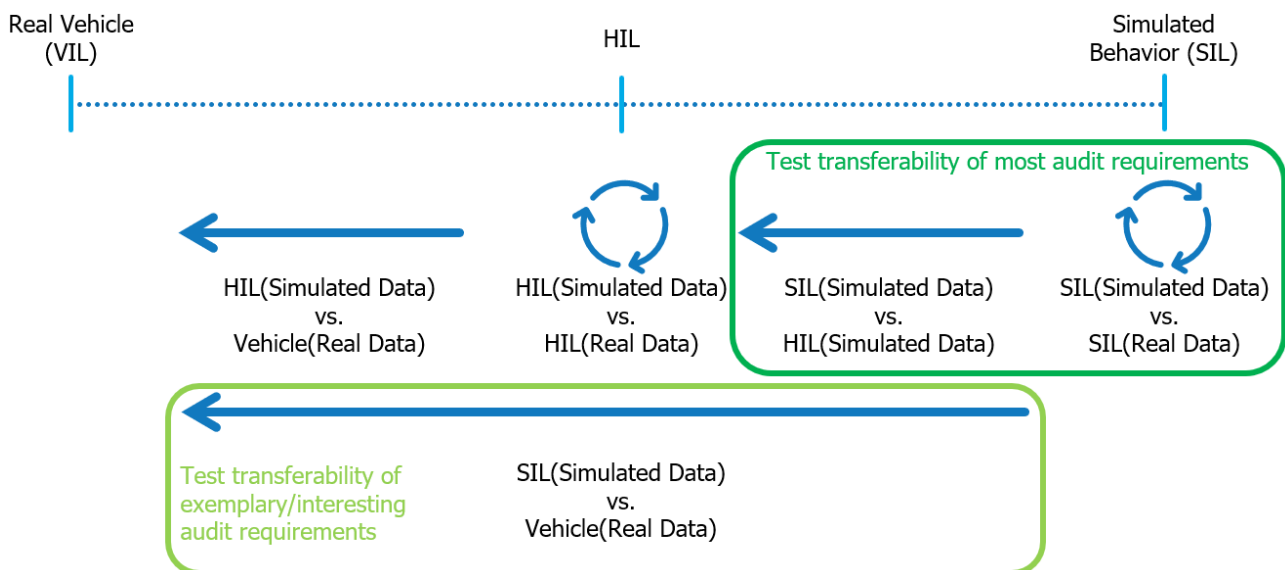 Real Vehicle
(VIL)
HIL
Simulated
Behavior (SIL)
Test transferability of most audit requirements
HIL(Simulated Data)
vs.
Vehicle(Real Data)
HIL(Simulated Data)
vs.
HIL(Real Data)
SIL(Simulated Data)
vs.
HIL(Simulated Data)
SIL(Simulated Data)
vs.
SIL(Real Data)
Test transferability of
exemplary/interesting
audit requirements
SIL(Simulated Data)
vs.
Vehicle(Real Data)